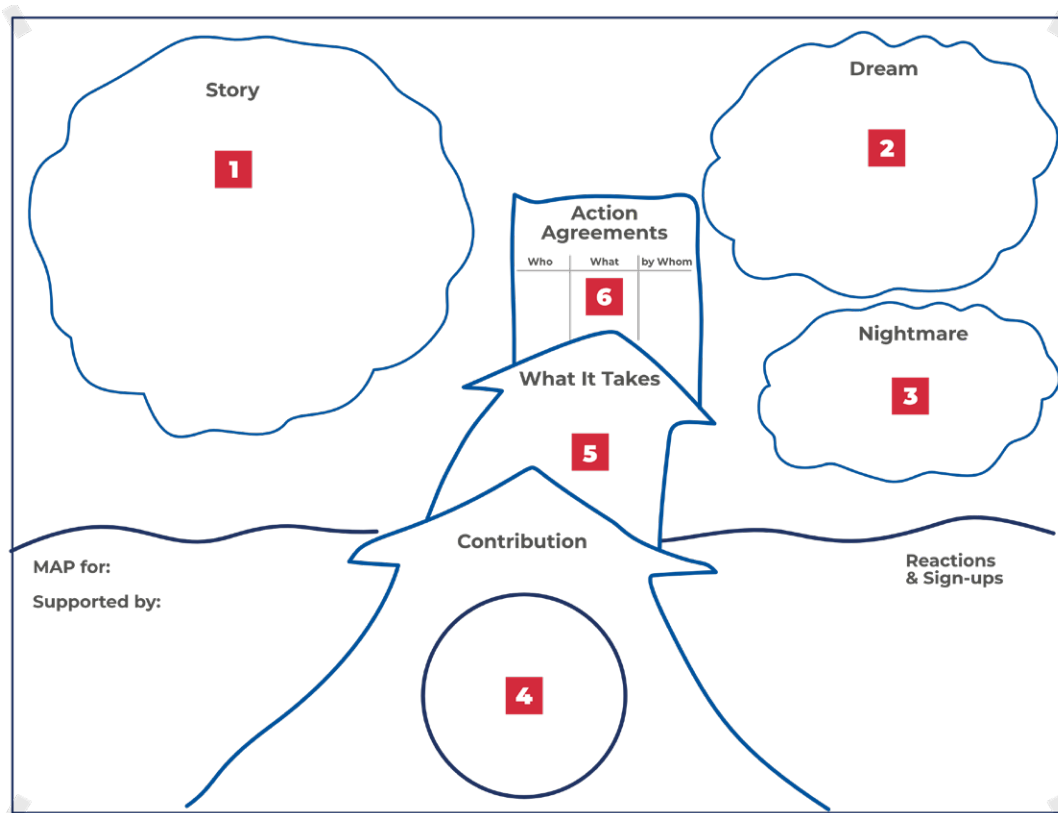 Story
1
Dream
2
Nightmare
3
Action
Agreements
Who What by Whom
6
What It Takes
5
Contribution
4
MAP for:
Supported by:
Reactions
& Sign-ups